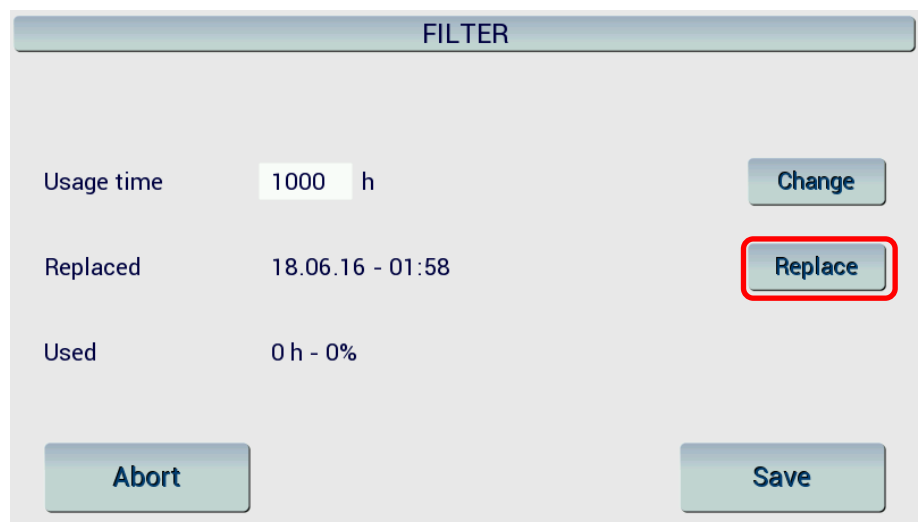 FILTER
Usage time 1000 h Change
Replaced 18.06.16 - 01:58 Replace
Used 0 h - 0%
Abort Save